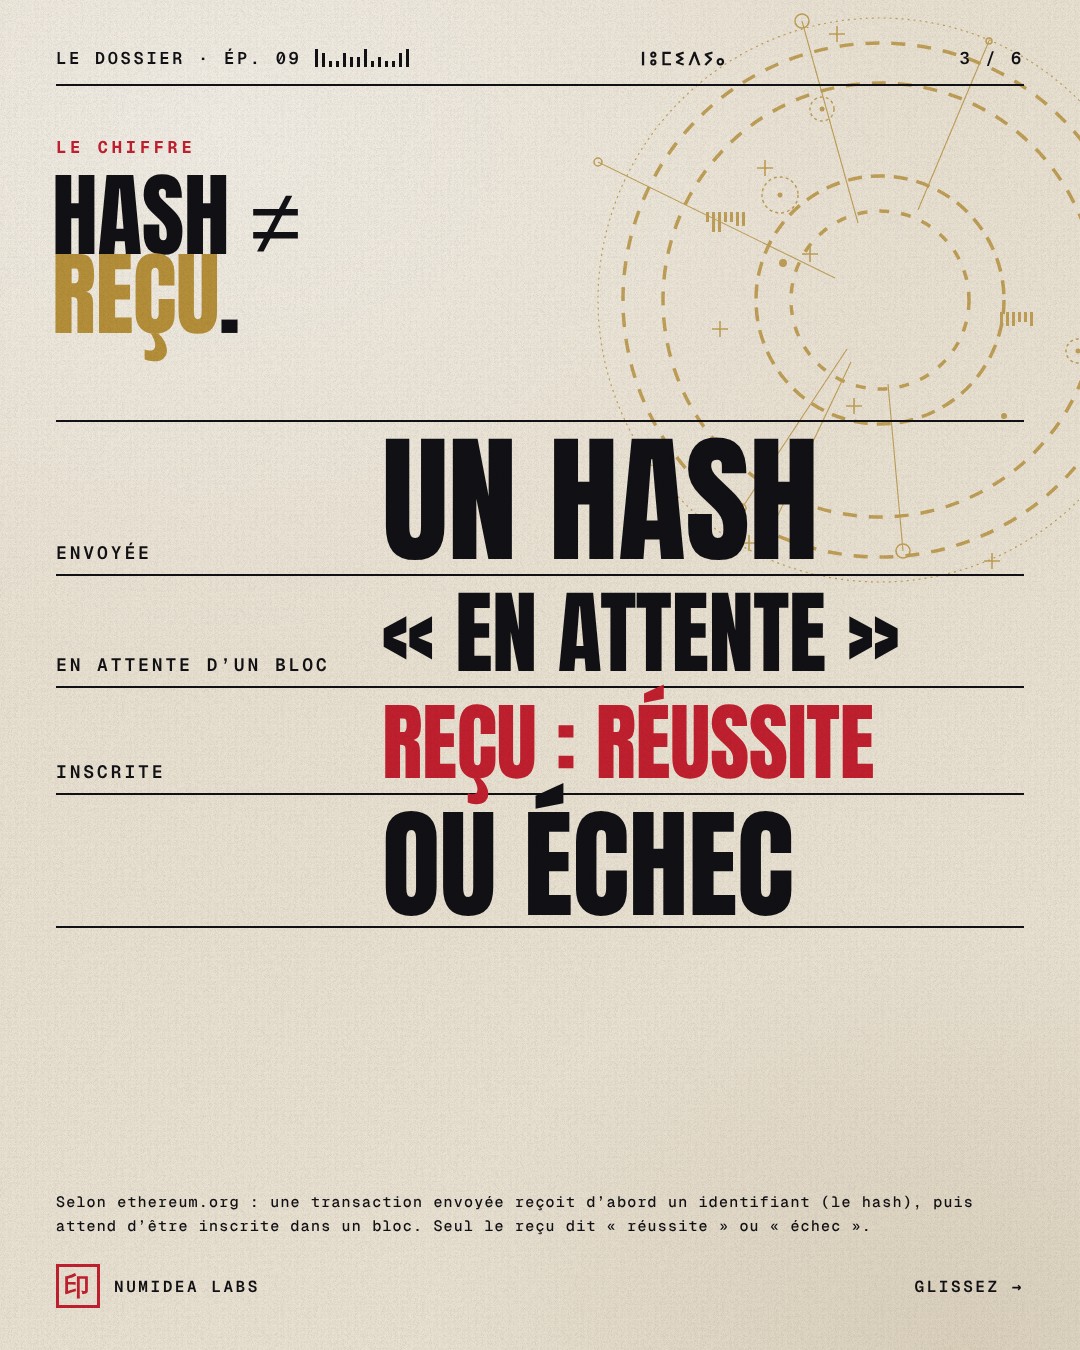 LE DOSSIER · ÉP. 09
ⵏⵓⵎⵉⴷⵢⴰ
3 / 6
LE CHIFFRE
HASH ≠
REÇU.
UN HASH
ENVOYÉE
« EN ATTENTE »
EN ATTENTE D’UN BLOC
REÇU : RÉUSSITE
INSCRITE
OU ÉCHEC
Selon ethereum.org : une transaction envoyée reçoit d’abord un identifiant (le hash), puis
attend d’être inscrite dans un bloc. Seul le reçu dit « réussite » ou « échec ».
印 NUMIDEA LABS
GLISSEZ →